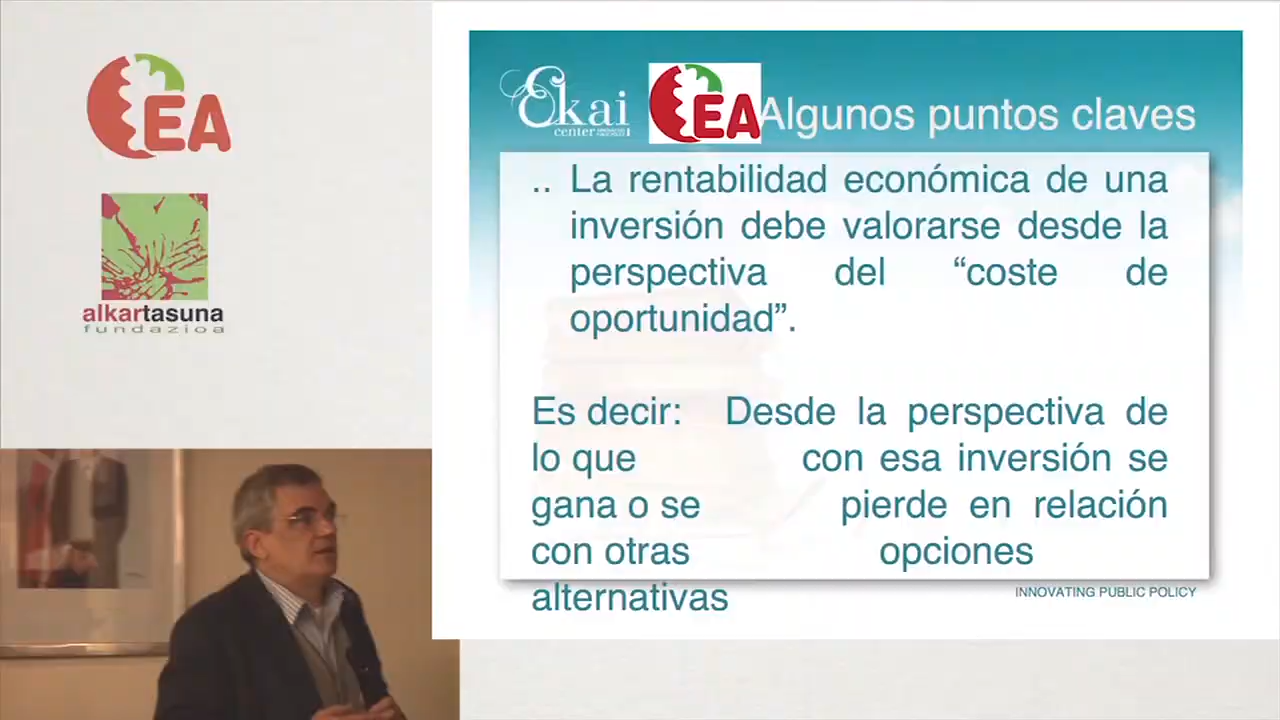 EA
alkartasuna
fundazioa
Ekai
center
EA
Algunos puntos claves
.. La rentabilidad económica de una
inversión debe valorarse desde la
perspectiva del “coste de
oportunidad”.
Es decir: Desde la perspectiva de
lo que con esa inversión se
gana o se pierde en relación
con otras opciones
alternativas
INNOVATING PUBLIC POLICY